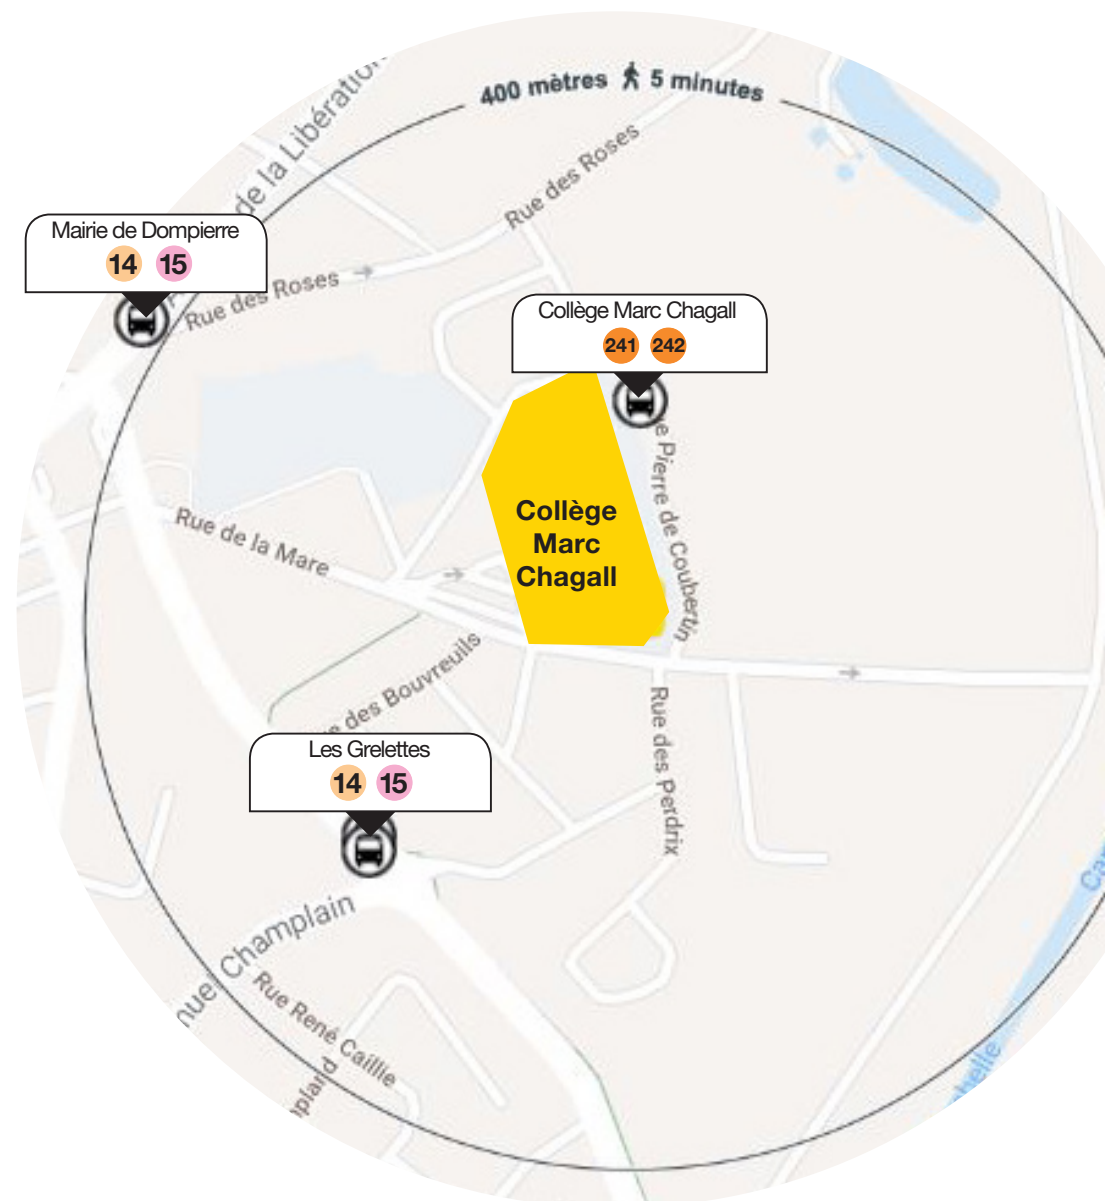 400 mètres 5 minutes
de la Libération
Rue des Roses
Mairie de Dompierre
14 15
Rue des Roses
Collège Marc Chagall
241 242
Pierre de Coubertin
Collège
Marc
Chagall
Rue de la Mare
des Bouvreuils
Rue des Perdrix
Les Grelettes
14 15
Champlain
Rue René Caillie